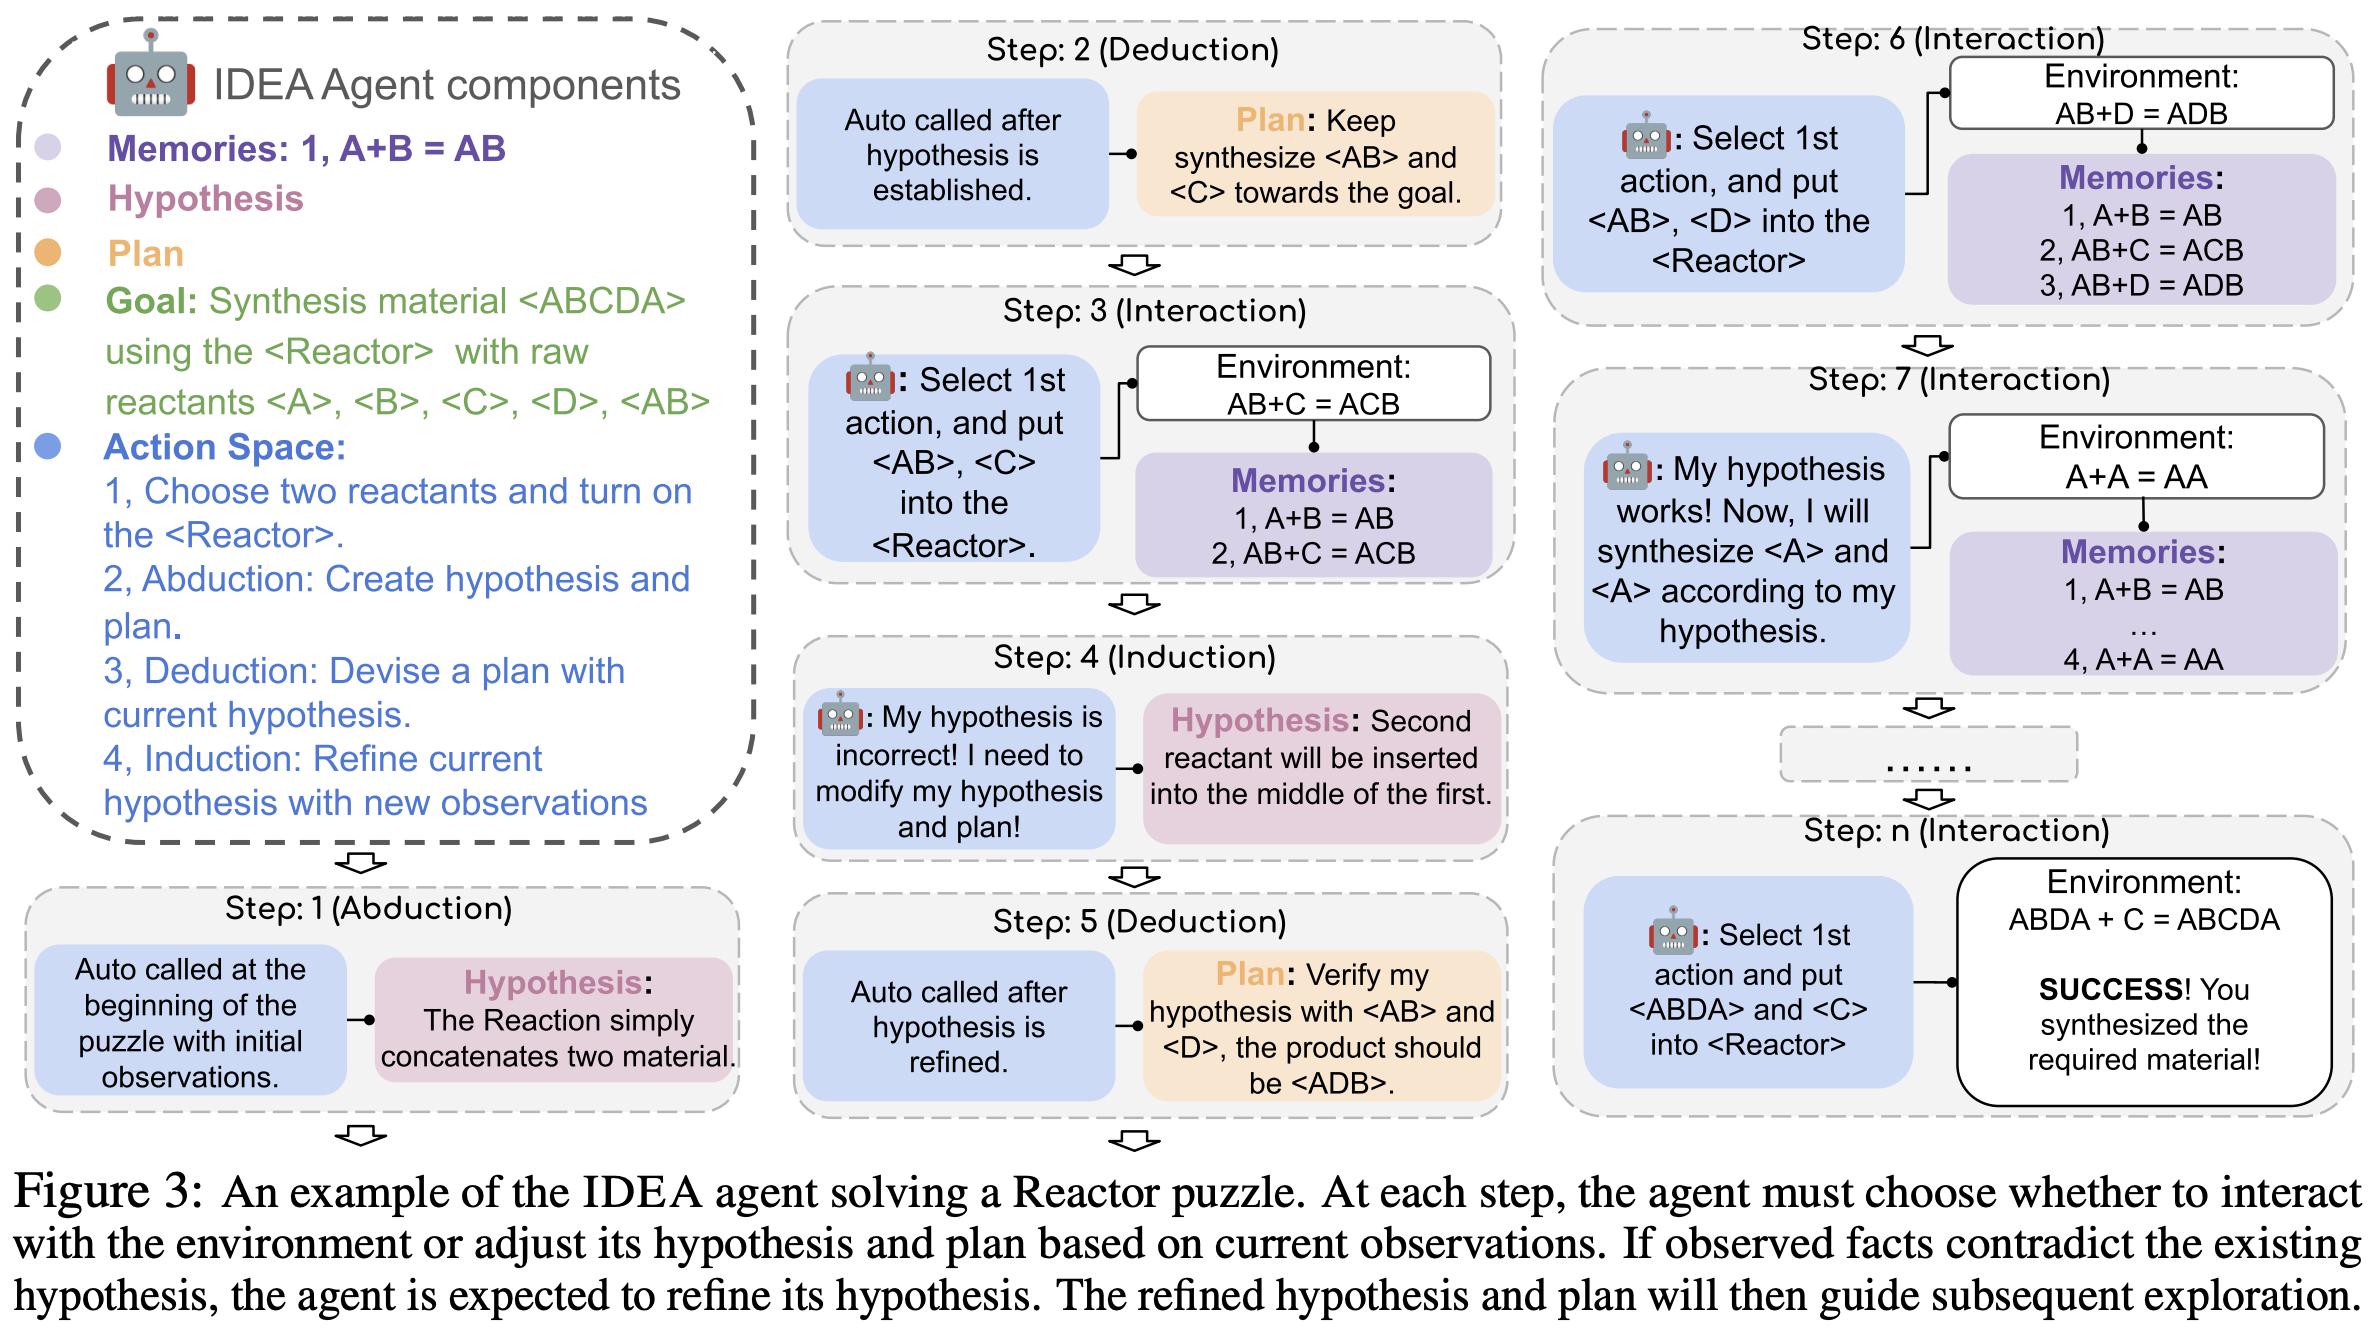 IDEA Agent components
Memories: 1, A+B = AB
Hypothesis
Plan
Goal: Synthesis material <ABCDA>
using the <Reactor> with raw
reactants <A>, <B>, <C>, <D>, <AB>
Action Space:
1, Choose two reactants and turn on
the <Reactor>.
2, Abduction: Create hypothesis and
plan.
3, Deduction: Devise a plan with
current hypothesis.
4, Induction: Refine current
hypothesis with new observations
Step: 1 (Abduction)
Auto called at the
beginning of the
puzzle with initial
observations.
Hypothesis:
The Reaction simply
concatenates two material.
Step: 2 (Deduction)
Auto called after
hypothesis is
established.
Plan: Keep
synthesize <AB> and
<C> towards the goal.
Step: 3 (Interaction)
: Select 1st
action, and put
<AB>, <C>
into the
<Reactor>.
Environment:
AB+C = ACB
Memories:
1, A+B = AB
2, AB+C = ACB
Step: 4 (Induction)
: My hypothesis is
incorrect! I need to
modify my hypothesis
and plan!
Hypothesis: Second
reactant will be inserted
into the middle of the first.
Step: 5 (Deduction)
Auto called after
hypothesis is
refined.
Plan: Verify my
hypothesis with <AB> and
<D>, the product should
be <ADB>.
Step: 6 (Interaction)
: Select 1st
action, and put
<AB>, <D> into the
<Reactor>
Environment:
AB+D = ADB
Memories:
1, A+B = AB
2, AB+C = ACB
3, AB+D = ADB
Step: 7 (Interaction)
: My hypothesis
works! Now, I will
synthesize <A> and
<A> according to my
hypothesis.
Environment:
A+A = AA
Memories:
1, A+B = AB
...
4, A+A = AA
......
Step: n (Interaction)
: Select 1st
action and put
<ABDA> and <C>
into <Reactor>
Environment:
ABDA + C = ABCDA
SUCCESS! You
synthesized the
required material!
Figure 3: An example of the IDEA agent solving a Reactor puzzle. At each step, the agent must choose whether to interact
with the environment or adjust its hypothesis and plan based on current observations. If observed facts contradict the existing
hypothesis, the agent is expected to refine its hypothesis. The refined hypothesis and plan will then guide subsequent exploration.